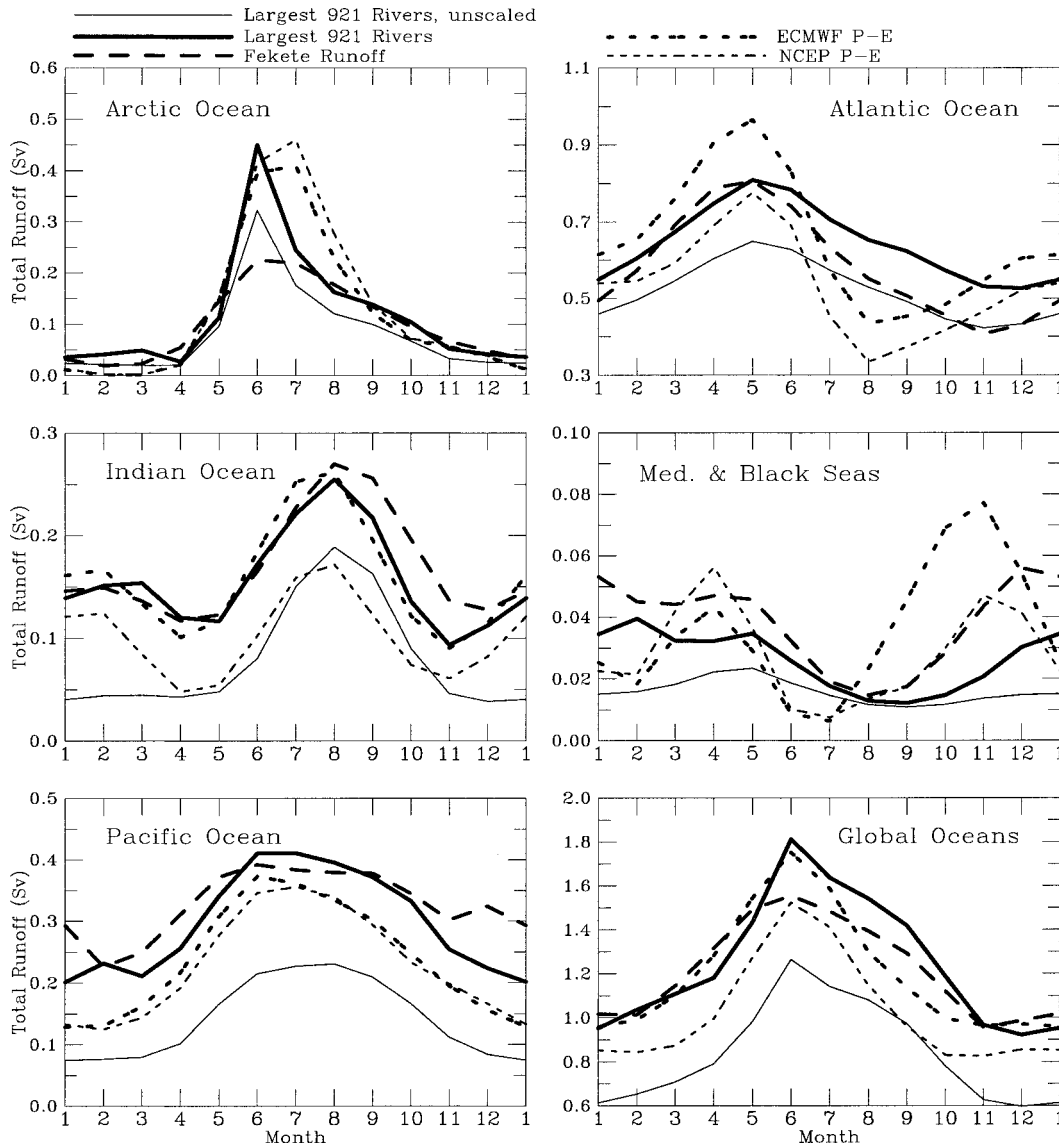 Largest 921 Rivers, unscaled
Largest 921 Rivers
Fekete Runoff
ECMWF P-E
NCEP P-E
Arctic Ocean
Total Runoff (Sv)
0.6
0.5
0.4
0.3
0.2
0.1
0.0
1 2 3 4 5 6 7 8 9 10 11 12 1
Atlantic Ocean
1.1
0.9
0.7
0.5
0.3
1 2 3 4 5 6 7 8 9 10 11 12 1
Indian Ocean
Total Runoff (Sv)
0.3
0.2
0.1
0.0
1 2 3 4 5 6 7 8 9 10 11 12 1
Med. & Black Seas
0.10
0.08
0.06
0.04
0.02
0.00
1 2 3 4 5 6 7 8 9 10 11 12 1
Pacific Ocean
Total Runoff (Sv)
0.5
0.4
0.3
0.2
0.1
0.0
1 2 3 4 5 6 7 8 9 10 11 12 1
Month
Global Oceans
2.0
1.8
1.6
1.4
1.2
1.0
0.8
0.6
1 2 3 4 5 6 7 8 9 10 11 12 1
Month